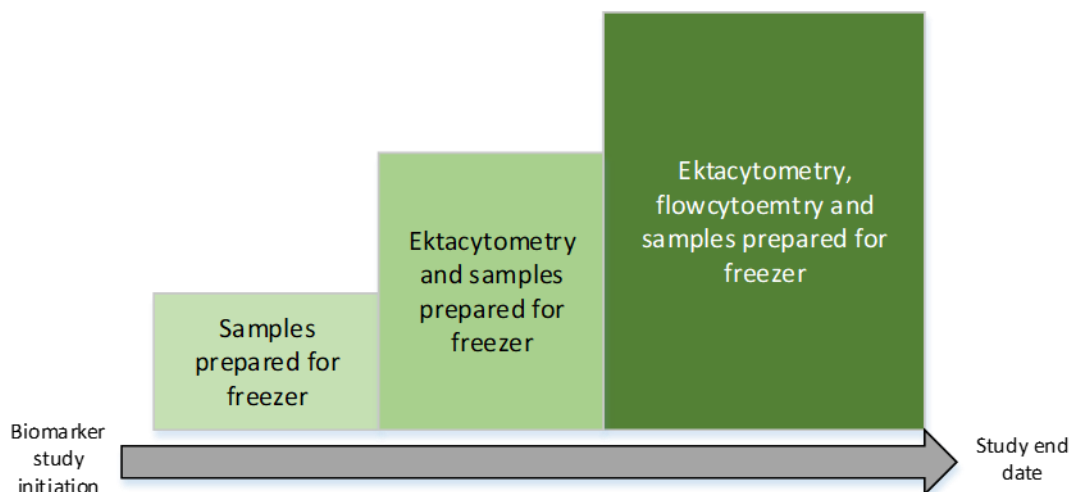 Ektacytometry,
flowcytoemtry and
samples prepared for
freezer
Ektacytometry
and samples
prepared for
freezer
Samples
prepared for
freezer
Biomarker
study
initiation
Study end
date